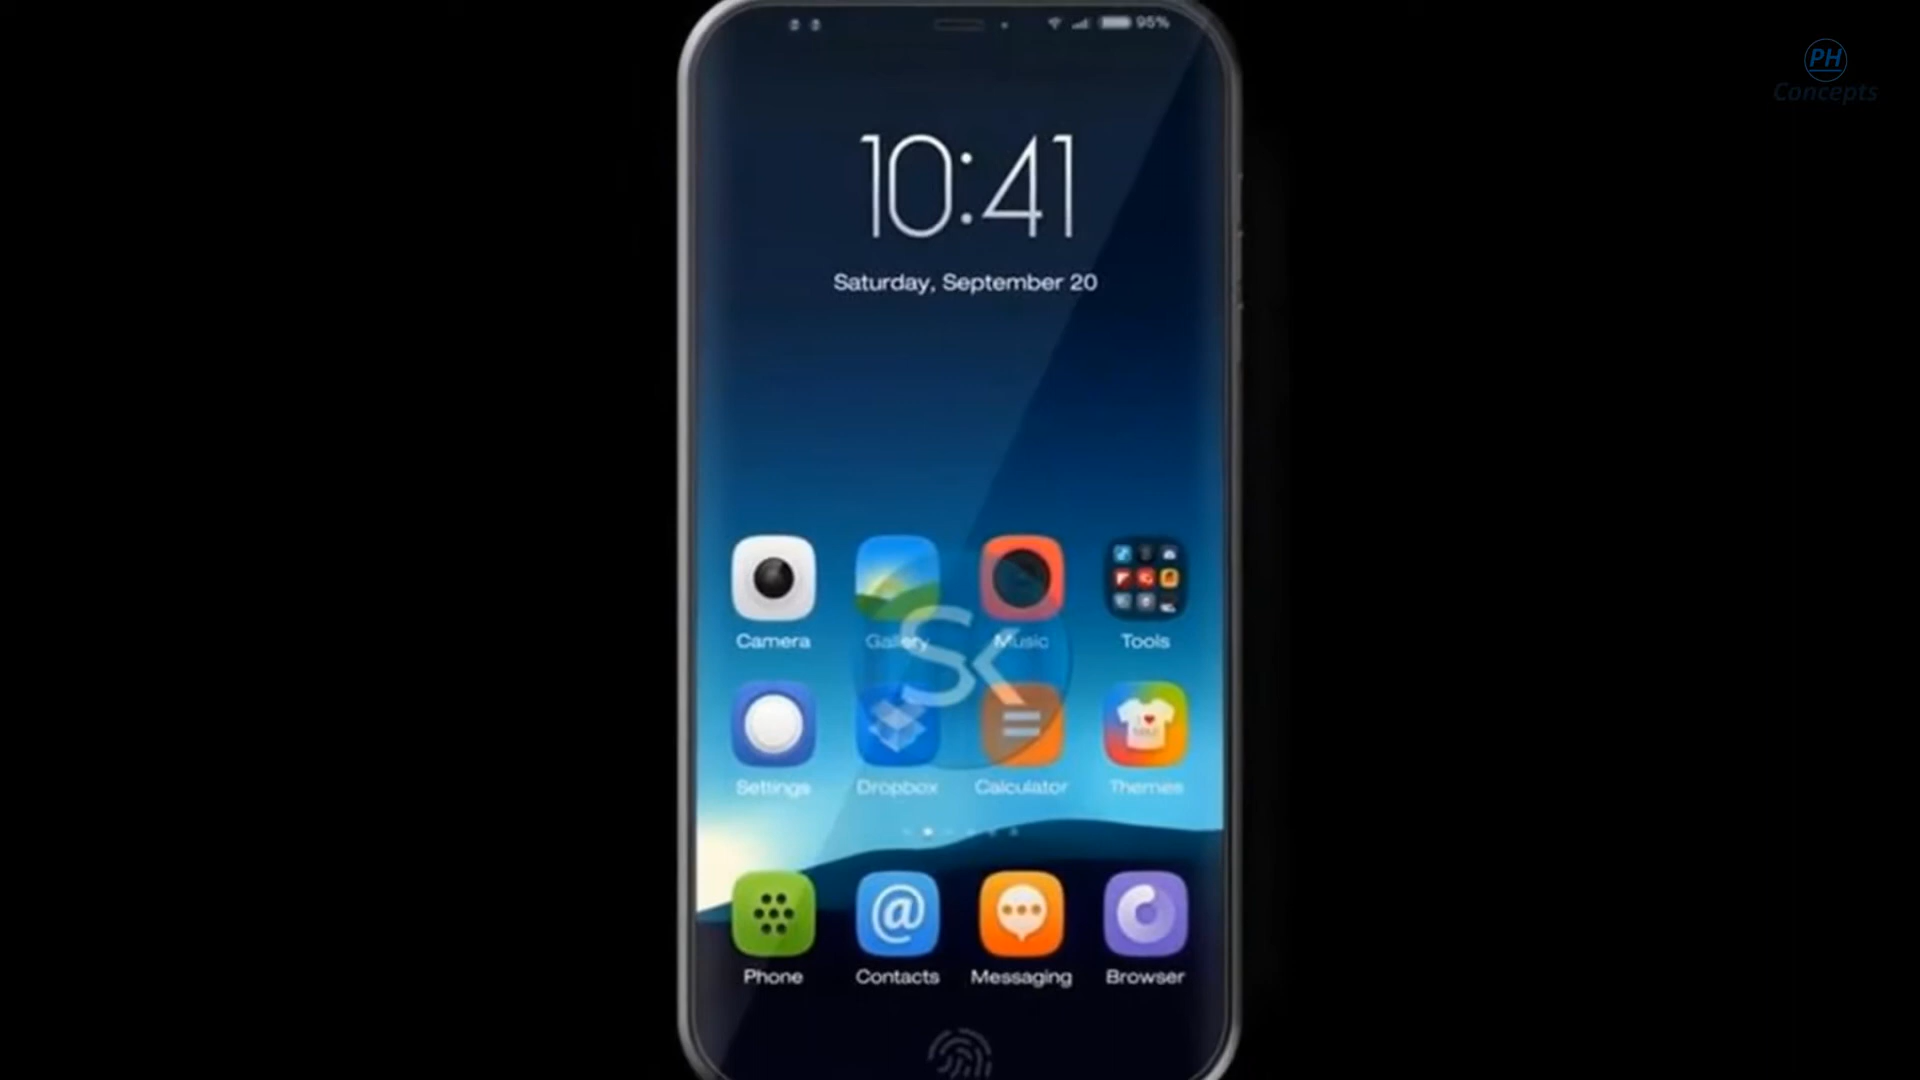 95%
PH
Concepts
10:41
Saturday, September 20
Camera Gallery Music Tools
SK
Settings Dropbox Calculator Themes
Phone Contacts Messaging Browser